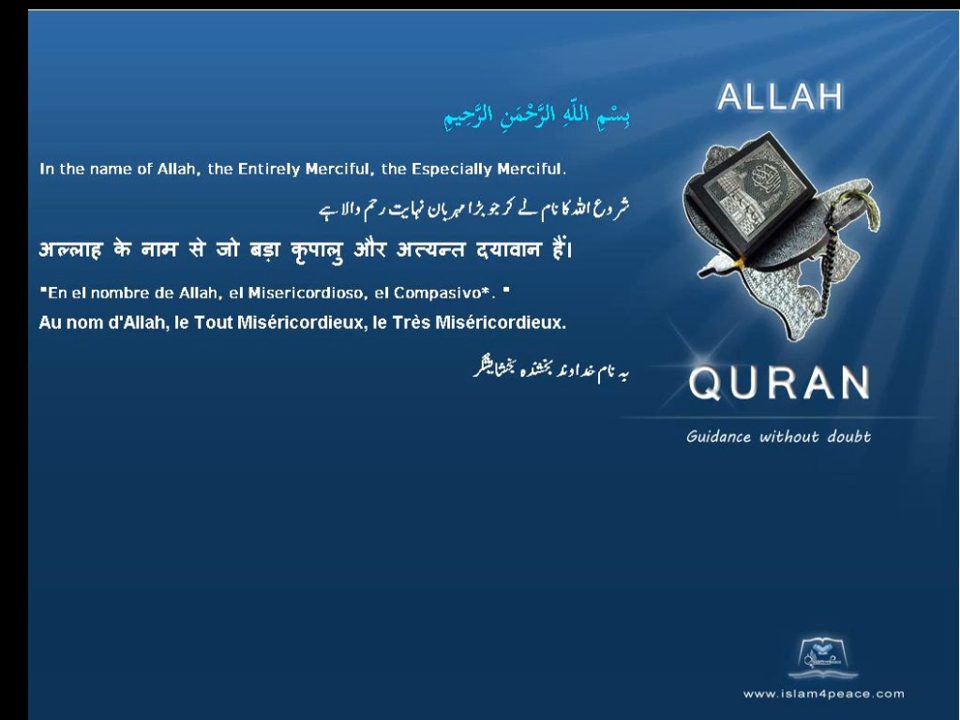 بِسْمِ اللَّهِ الرَّحْمَنِ الرَّحِيمِ
In the name of Allah, the Entirely Merciful, the Especially Merciful.
شروع الله کا نام لے کر جو بڑا مہربان نہایت رحم والا ہے
अल्लाह के नाम से जो बड़ा कृपालु और अत्यन्त दयावान हैं।
"En el nombre de Allah, el Misericordioso, el Compasivo*. "
Au nom d'Allah, le Tout Miséricordieux, le Très Miséricordieux.
به نام خداوند بخشنده بخشایشگر
ALLAH
QURAN
Guidance without doubt
www.islam4peace.com